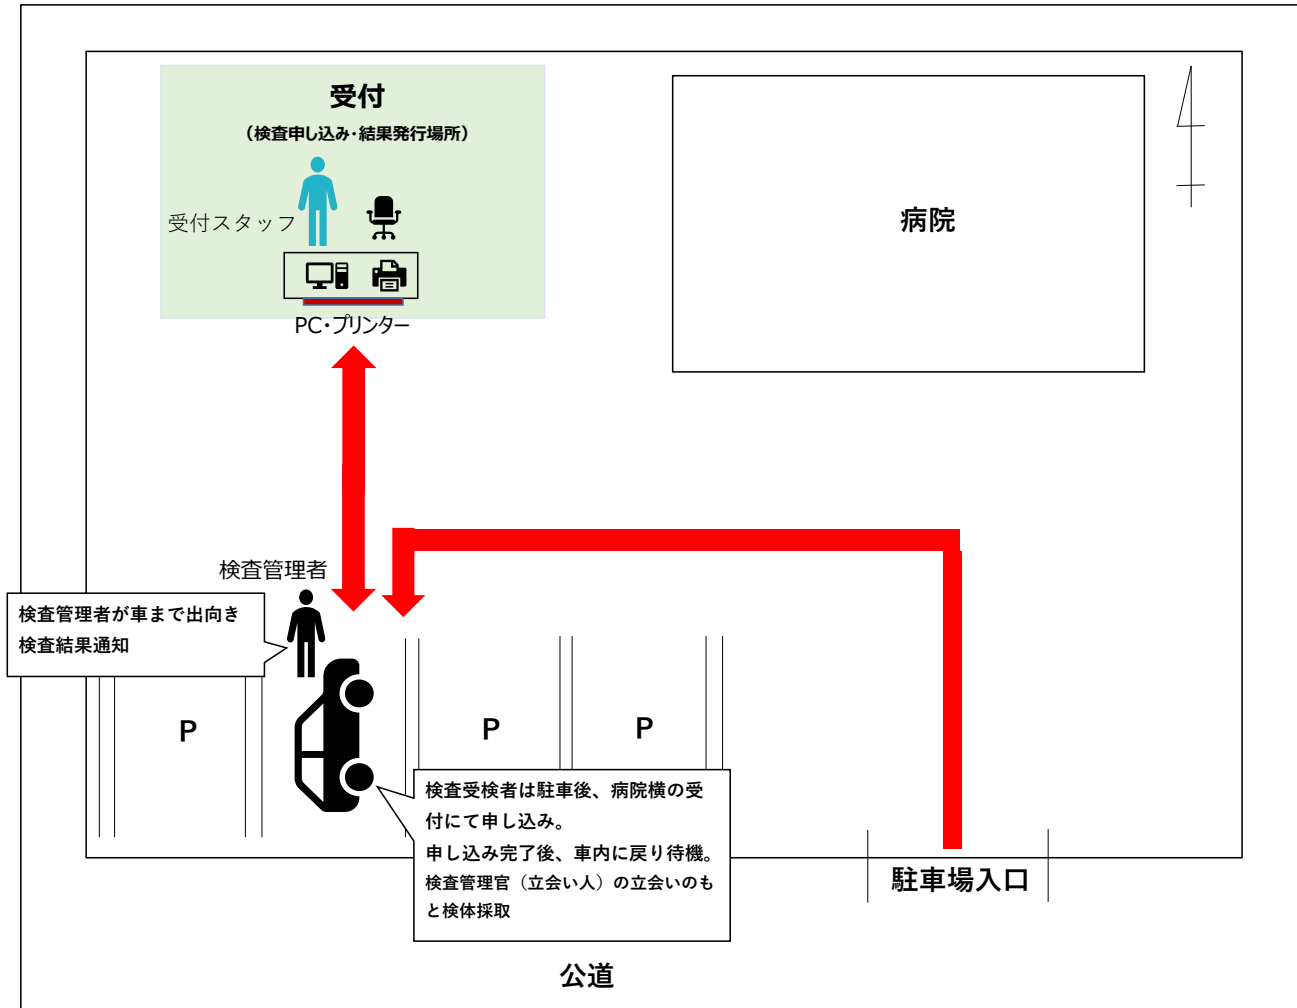 受付
（検査申し込み・結果発行場所）
受付スタッフ
PC・プリンター
病院
検査管理者
検査管理者が車まで出向き
検査結果通知
P
P
P
検査受検者は駐車後、病院横の受
付にて申し込み。
申し込み完了後、車内に戻り待機。
検査管理官（立会い人）の立会いのも
と検体採取
駐車場入口
公道